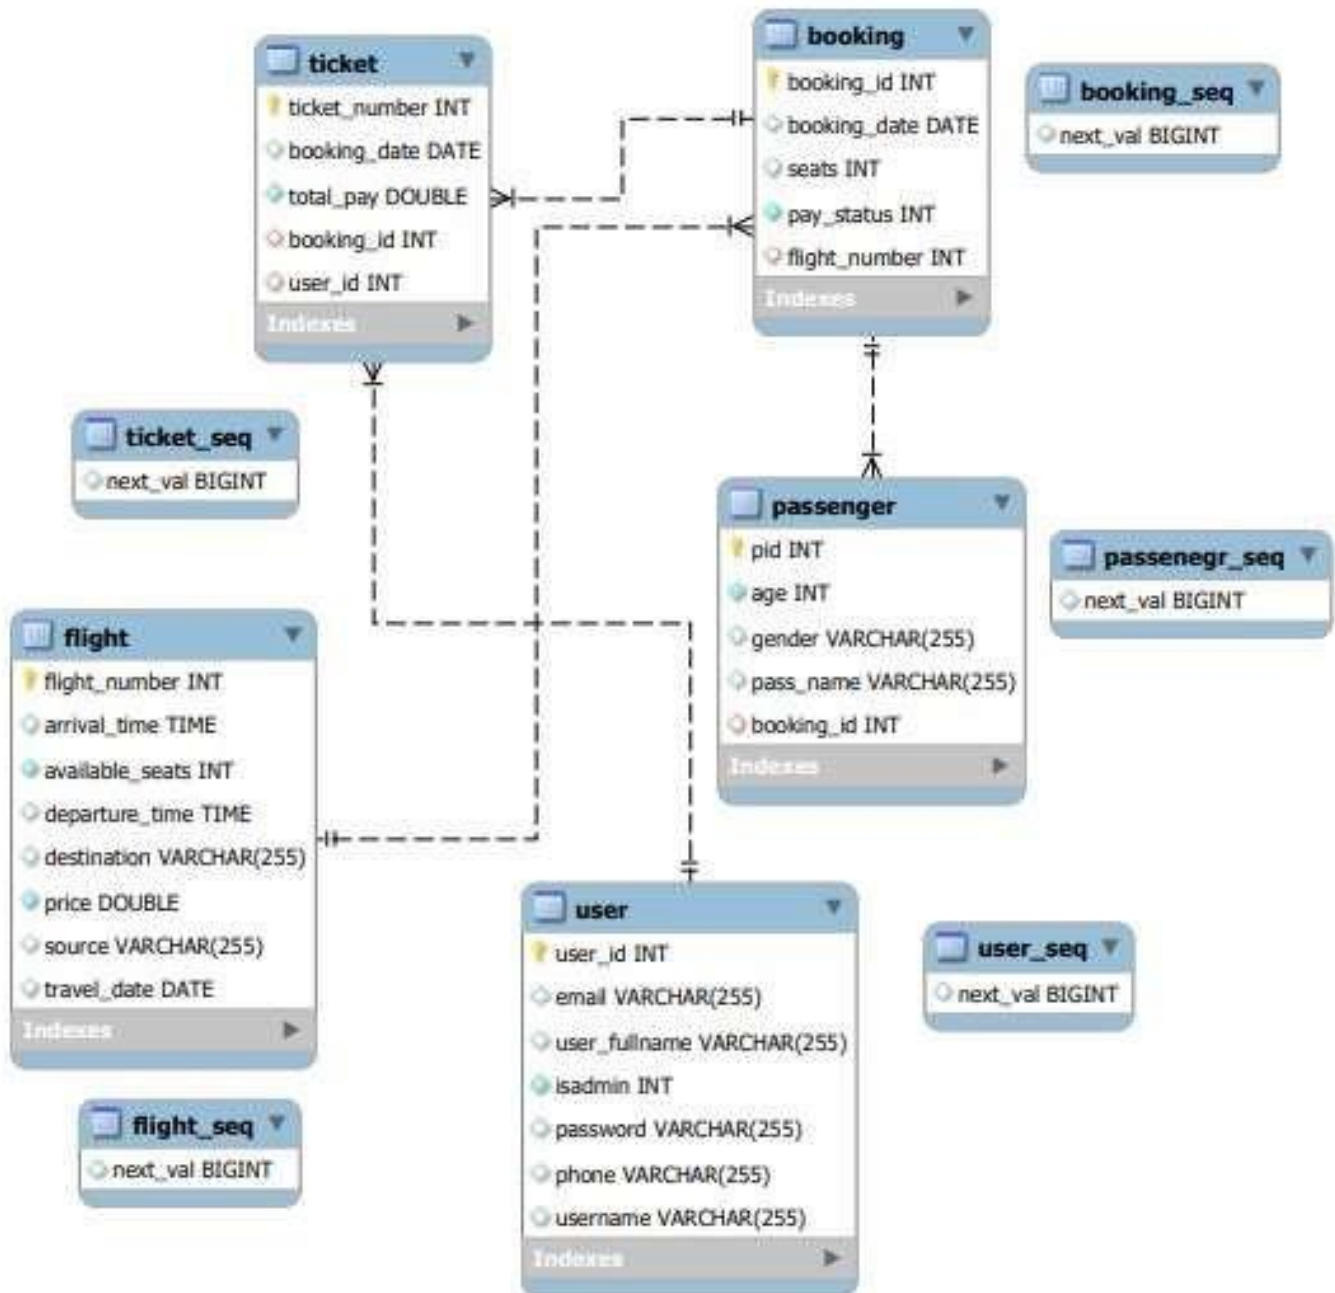 ticket
ticket_number INT
booking_date DATE
total_pay DOUBLE
booking_id INT
user_id INT
Indexes
booking
booking_id INT
booking_date DATE
seats INT
pay_status INT
flight_number INT
Indexes
booking_seq
next_val BIGINT
ticket_seq
next_val BIGINT
passenger
pid INT
age INT
gender VARCHAR(255)
pass_name VARCHAR(255)
booking_id INT
Indexes
passenegr_seq
next_val BIGINT
flight
flight_number INT
arrival_time TIME
available_seats INT
departure_time TIME
destination VARCHAR(255)
price DOUBLE
source VARCHAR(255)
travel_date DATE
Indexes
user
user_id INT
email VARCHAR(255)
user_fullname VARCHAR(255)
isadmin INT
password VARCHAR(255)
phone VARCHAR(255)
username VARCHAR(255)
Indexes
user_seq
next_val BIGINT
flight_seq
next_val BIGINT